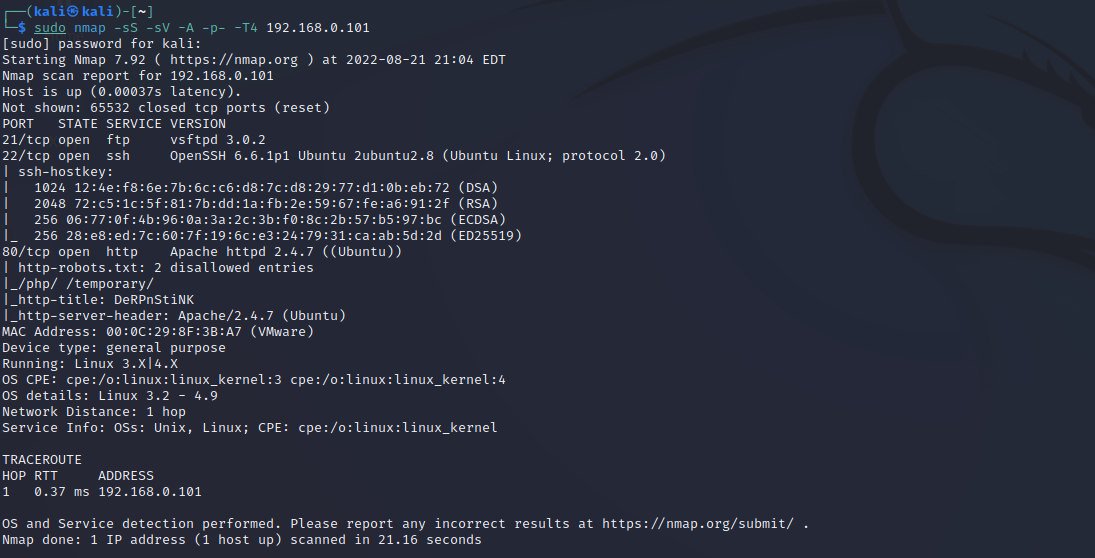 ┌──(kali㉿kali)-[~]
└─$ sudo nmap -sS -sV -A -p- -T4 192.168.0.101
[sudo] password for kali:
Starting Nmap 7.92 ( https://nmap.org ) at 2022-08-21 21:04 EDT
Nmap scan report for 192.168.0.101
Host is up (0.00037s latency).
Not shown: 65532 closed tcp ports (reset)
PORT   STATE SERVICE VERSION
21/tcp open  ftp     vsftpd 3.0.2
22/tcp open  ssh     OpenSSH 6.6.1p1 Ubuntu 2ubuntu2.8 (Ubuntu Linux; protocol 2.0)
| ssh-hostkey:
|   1024 12:4e:f8:6e:7b:6c:c6:d8:7c:d8:29:77:d1:0b:eb:72 (DSA)
|   2048 72:c5:1c:5f:81:7b:dd:1a:fb:2e:59:67:fe:a6:91:2f (RSA)
|   256 06:77:0f:4b:96:0a:3a:2c:3b:f0:8c:2b:57:b5:97:bc (ECDSA)
|_  256 28:e8:ed:7c:60:7f:19:6c:e3:24:79:31:ca:ab:5d:2d (ED25519)
80/tcp open  http    Apache httpd 2.4.7 ((Ubuntu))
| http-robots.txt: 2 disallowed entries
|_/php/ /temporary/
|_http-title: DeRPnStiNK
|_http-server-header: Apache/2.4.7 (Ubuntu)
MAC Address: 00:0C:29:8F:3B:A7 (VMware)
Device type: general purpose
Running: Linux 3.X|4.X
OS CPE: cpe:/o:linux:linux_kernel:3 cpe:/o:linux:linux_kernel:4
OS details: Linux 3.2 - 4.9
Network Distance: 1 hop
Service Info: OSs: Unix, Linux; CPE: cpe:/o:linux:linux_kernel

TRACEROUTE
HOP RTT     ADDRESS
1   0.37 ms 192.168.0.101

OS and Service detection performed. Please report any incorrect results at https://nmap.org/submit/ .
Nmap done: 1 IP address (1 host up) scanned in 21.16 seconds